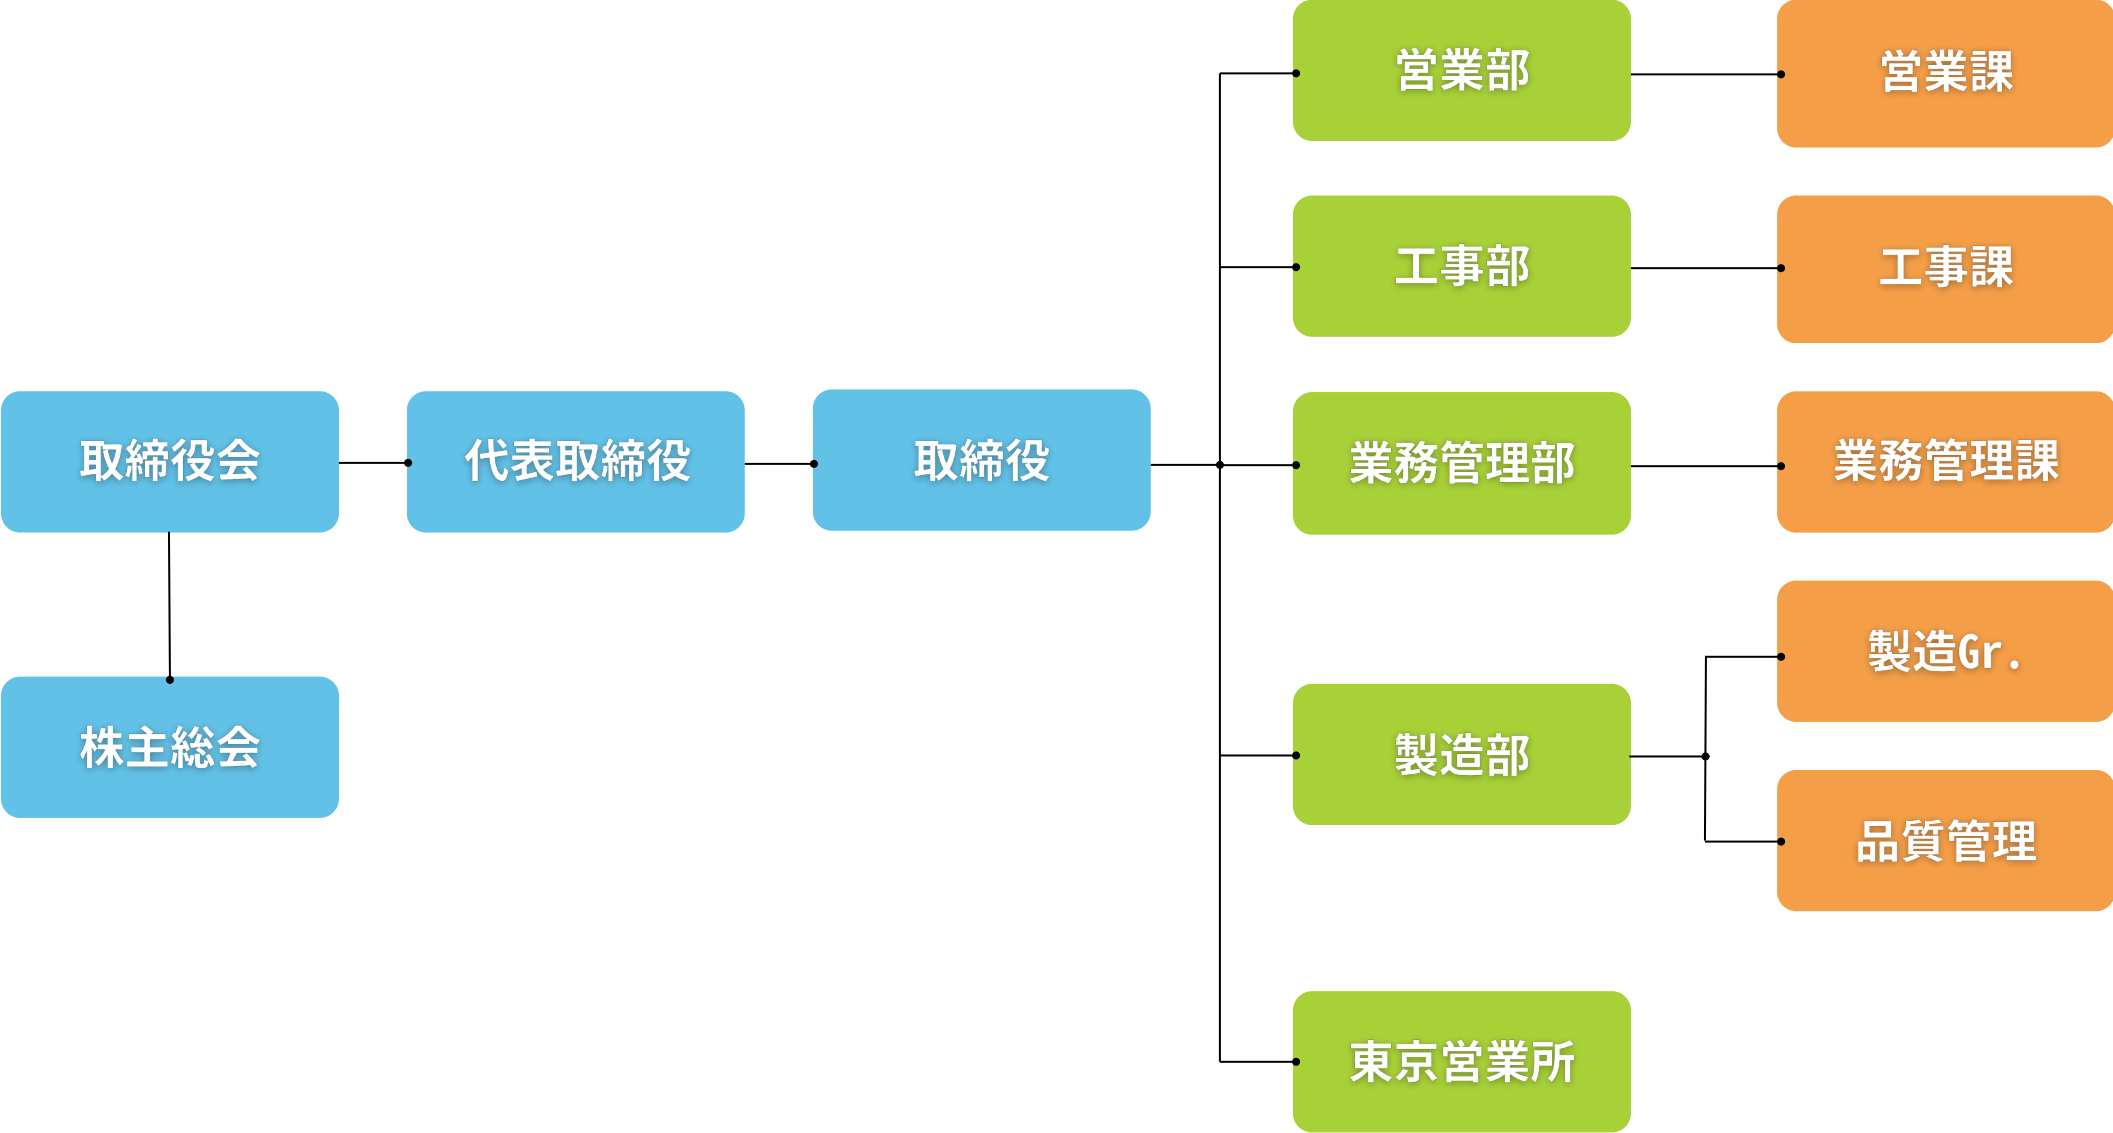 営業部
営業課
工事部
工事課
取締役会
代表取締役
取締役
業務管理部
業務管理課
製造Gr.
株主総会
製造部
品質管理
東京営業所